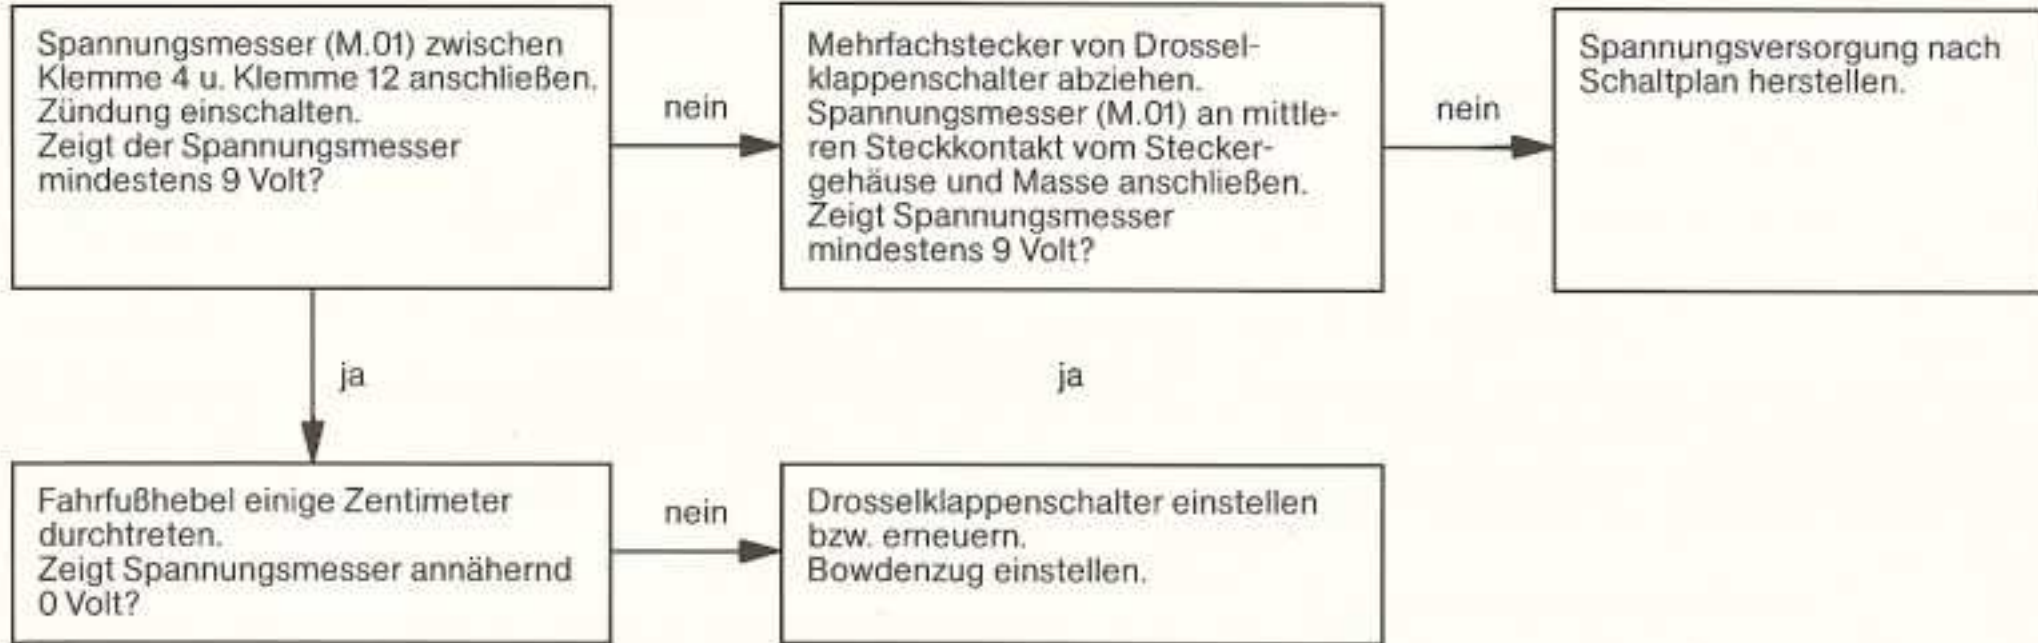 Spannungsmesser (M.01) zwischen
Klemme 4 u. Klemme 12 anschließen.
Zündung einschalten.
Zeigt der Spannungsmesser
mindestens 9 Volt?
nein
Mehrfachstecker von Drossel-
klappenschalter abziehen.
Spannungsmesser (M.01) an mittle-
ren Steckkontakt vom Stecker-
gehäuse und Masse anschließen.
Zeigt Spannungsmesser
mindestens 9 Volt?
nein
Spannungsversorgung nach
Schaltplan herstellen.
ja
ja
Fahrfußhebel einige Zentimeter
durchtreten.
Zeigt Spannungsmesser annähernd
0 Volt?
nein
Drosselklappenschalter einstellen
bzw. erneuern.
Bowdenzug einstellen.